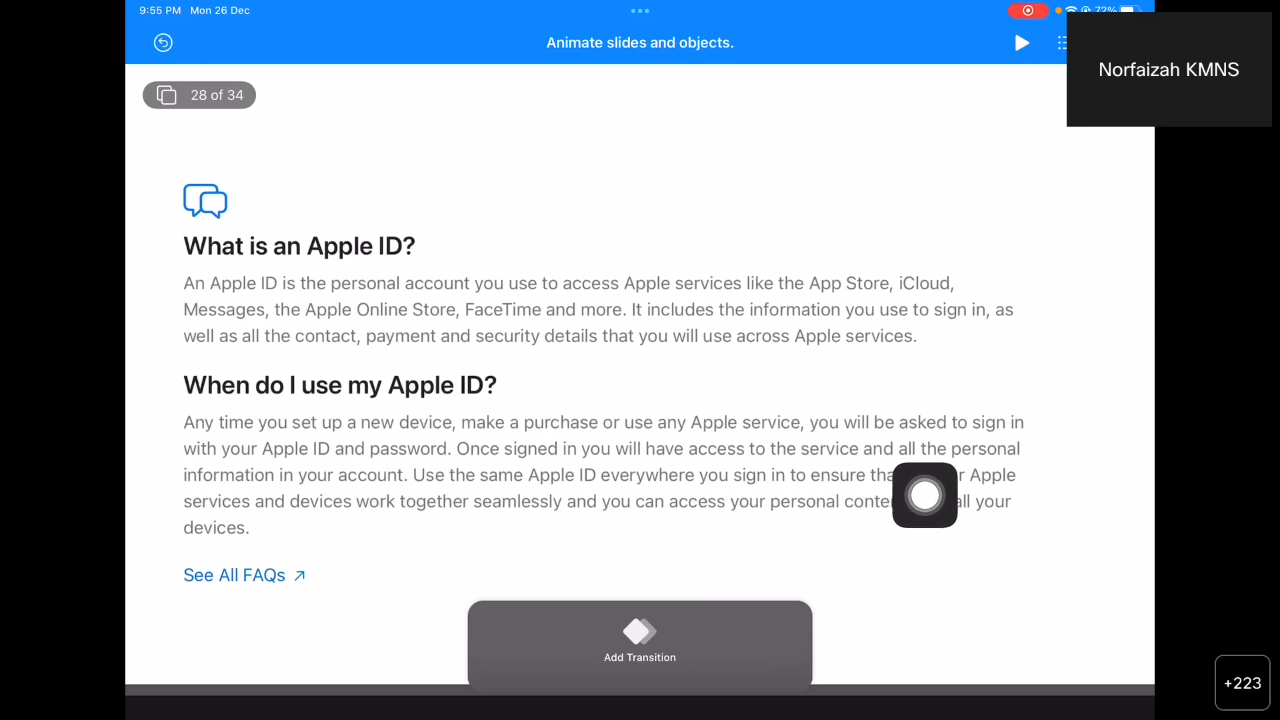 9:55 PM Mon 26 Dec
72%
Animate slides and objects.
Norfaizah KMNS
28 of 34
What is an Apple ID?
An Apple ID is the personal account you use to access Apple services like the App Store, iCloud,
Messages, the Apple Online Store, FaceTime and more. It includes the information you use to sign in, as
well as all the contact, payment and security details that you will use across Apple services.
When do I use my Apple ID?
Any time you set up a new device, make a purchase or use any Apple service, you will be asked to sign in
with your Apple ID and password. Once signed in you will have access to the service and all the personal
information in your account. Use the same Apple ID everywhere you sign in to ensure Apple
services and devices work together seamlessly and you can access your personal all your
devices.
See All FAQs
Add Transition
+223